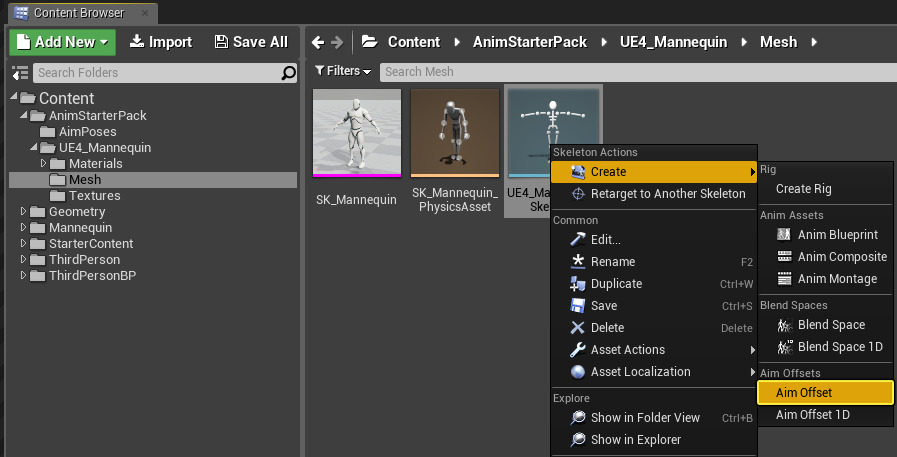 Content Browser
Add New
Import
Save All
Content
AnimStarterPack
UE4_Mannequin
Mesh
Search Folders
Filters
Search Mesh
Content
AnimStarterPack
AimPoses
UE4_Mannequin
Materials
Mesh
Textures
Geometry
Mannequin
StarterContent
ThirdPerson
ThirdPersonBP
SK_Mannequin
SK_Mannequin_
PhysicsAsset
UE4_Ma
Ske
Skeleton Actions
Create
Retarget to Another Skeleton
Common
Edit...
Rename F2
Duplicate Ctrl+W
Save Ctrl+S
Delete Delete
Asset Actions
Asset Localization
Explore
Show in Folder View Ctrl+B
Show in Explorer
Rig
Create Rig
Anim Assets
Anim Blueprint
Anim Composite
Anim Montage
Blend Spaces
Blend Space
Blend Space 1D
Aim Offsets
Aim Offset
Aim Offset 1D